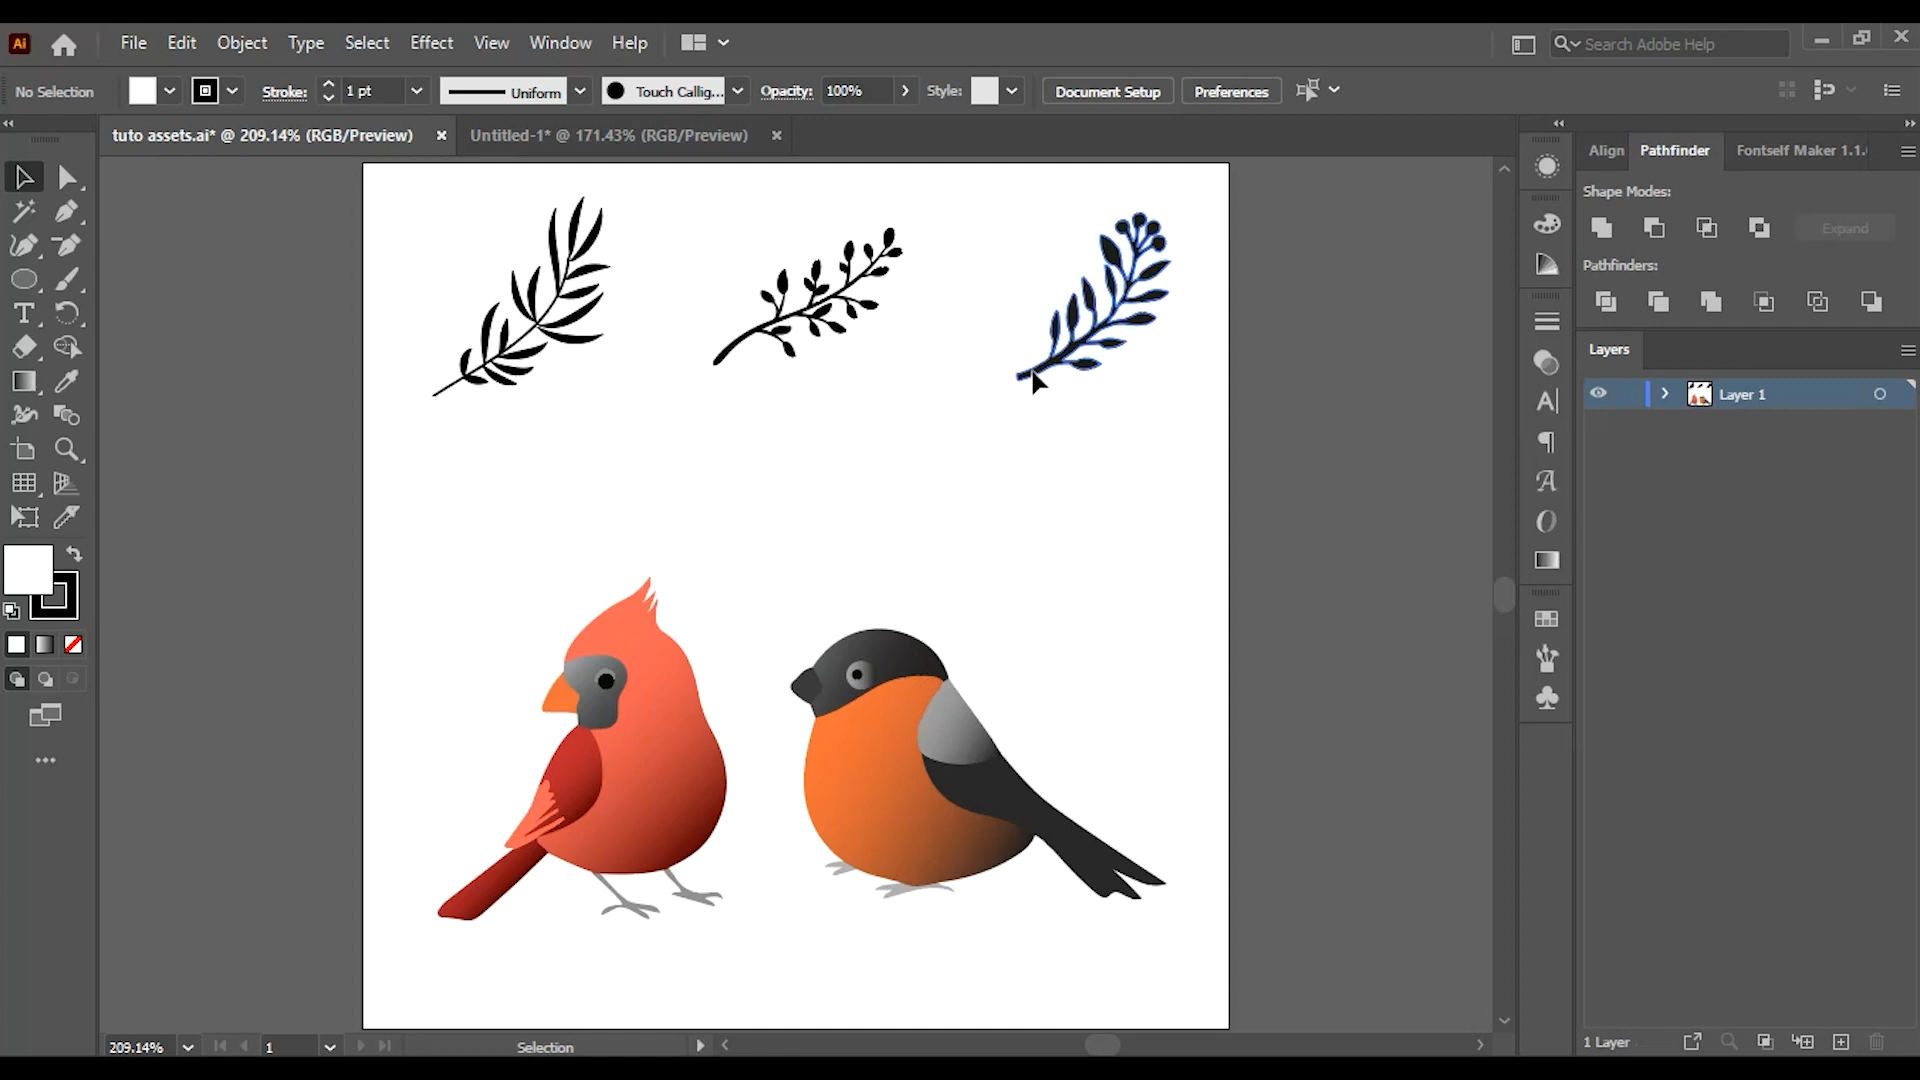 Ai File Edit Object Type Select Effect View Window Help Search Adobe Help
No Selection Stroke: 1 pt Uniform Touch Callig... Opacity: 100% Style: Document Setup Preferences
tuto assets.ai* @ 209.14% (RGB/Preview) Untitled-1* @ 171.43% (RGB/Preview)
Align Pathfinder Fontself Maker 1.1.
Shape Modes:
Expand
Pathfinders:
Layers
Layer 1
209.14% 1 Selection
1 Layer